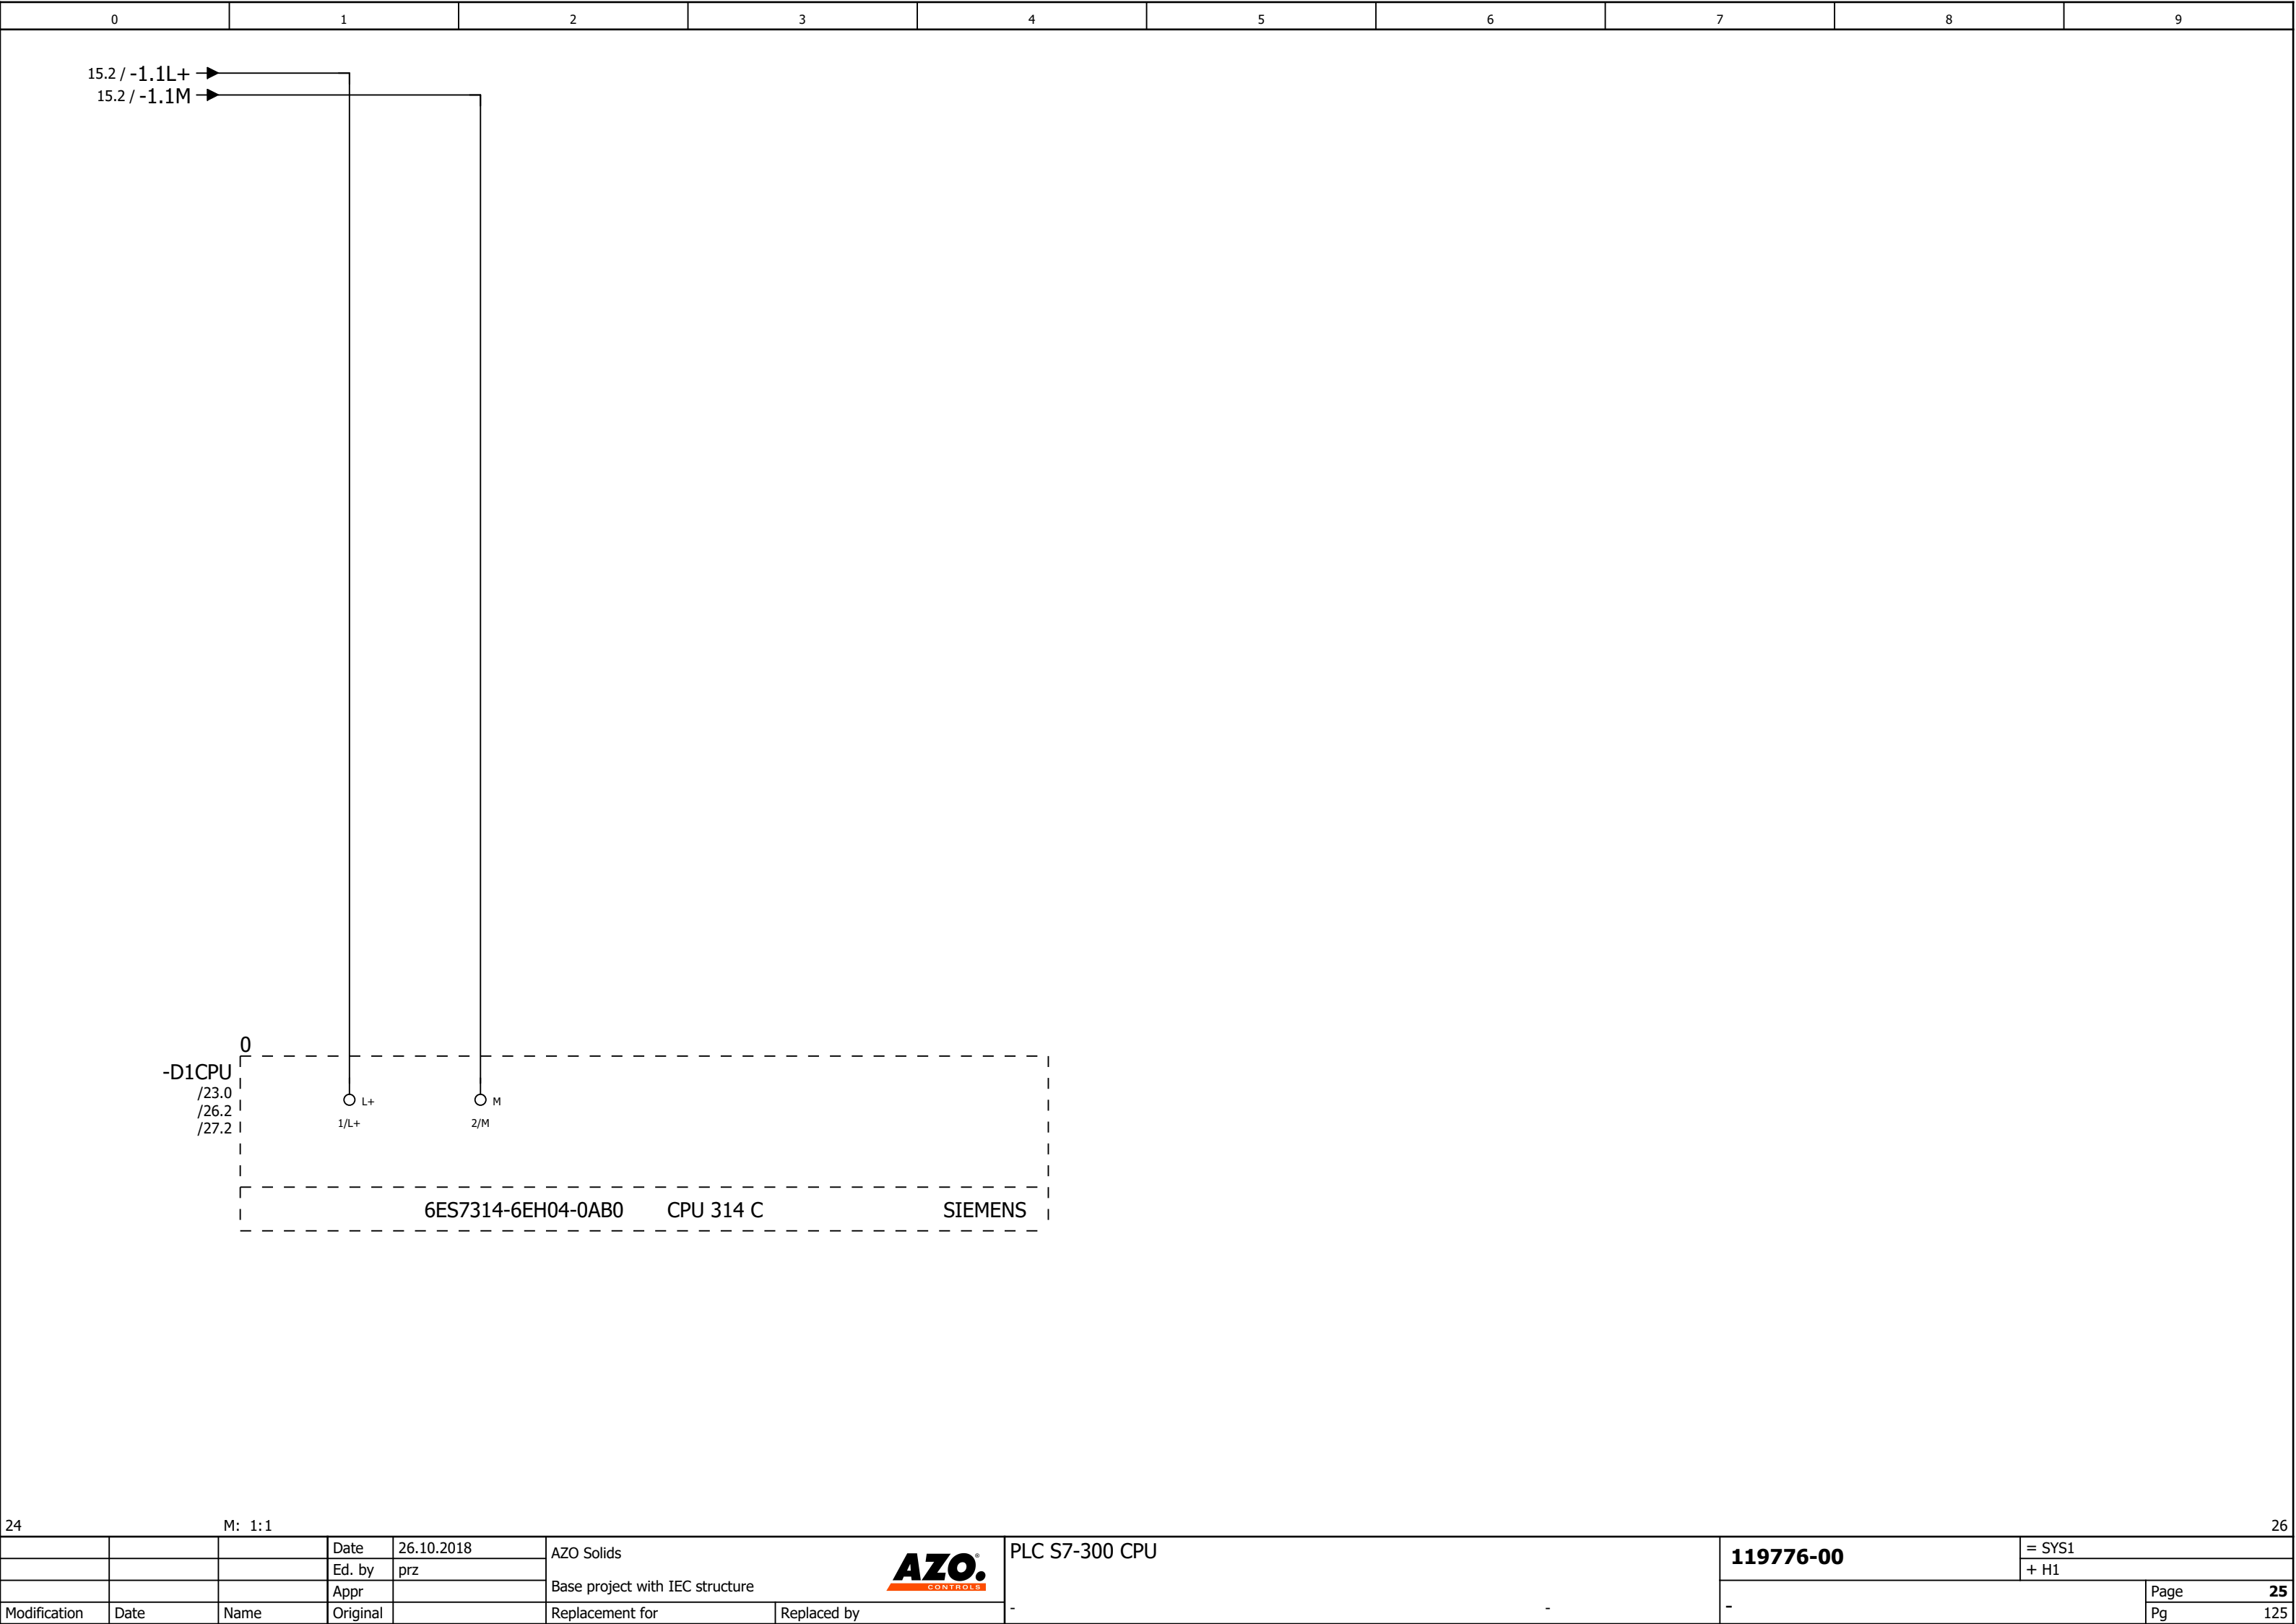 0 1 2 3 4 5 6 7 8 9
15.2 / -1.1L+
15.2 / -1.1M
0
-D1CPU
/23.0
/26.2
/27.2
L+ M
1/L+ 2/M
6ES7314-6EH04-0AB0 CPU 314 C SIEMENS
24 M: 1:1 26
Date 26.10.2018 AZO Solids PLC S7-300 CPU 119776-00 = SYS1
Ed. by prz + H1
AZO.®
CONTROLS
Appr Base project with IEC structure Page 25
Modification Date Name Original Replacement for Replaced by - - - Pg 125